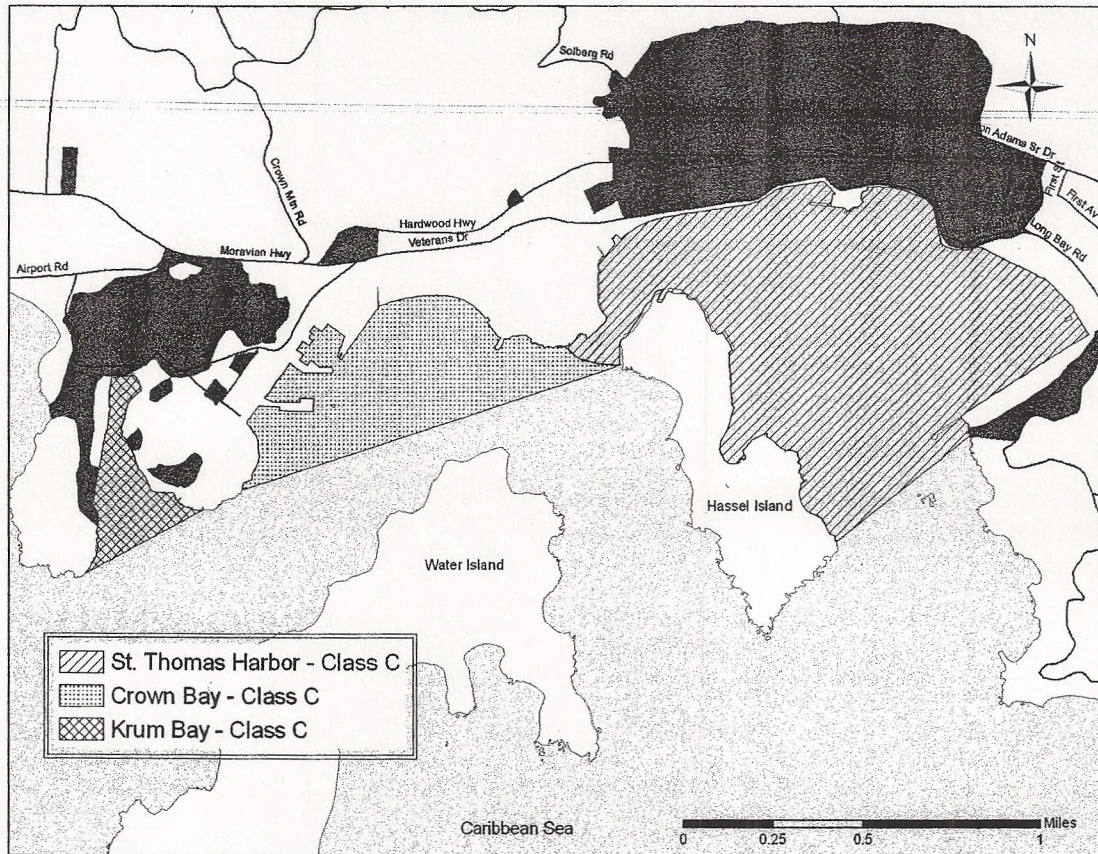 Solberg Rd
N
on Adams Sr Dr
First St
First Av
Crown Mtn Rd
Hardwood Hwy
Veterans Dr
Long Bay Rd
Moravian Hwy
Airport Rd
Hassel Island
Water Island
St. Thomas Harbor - Class C
Crown Bay - Class C
Krum Bay - Class C
Caribbean Sea
Miles
0 0.25 0.5 1